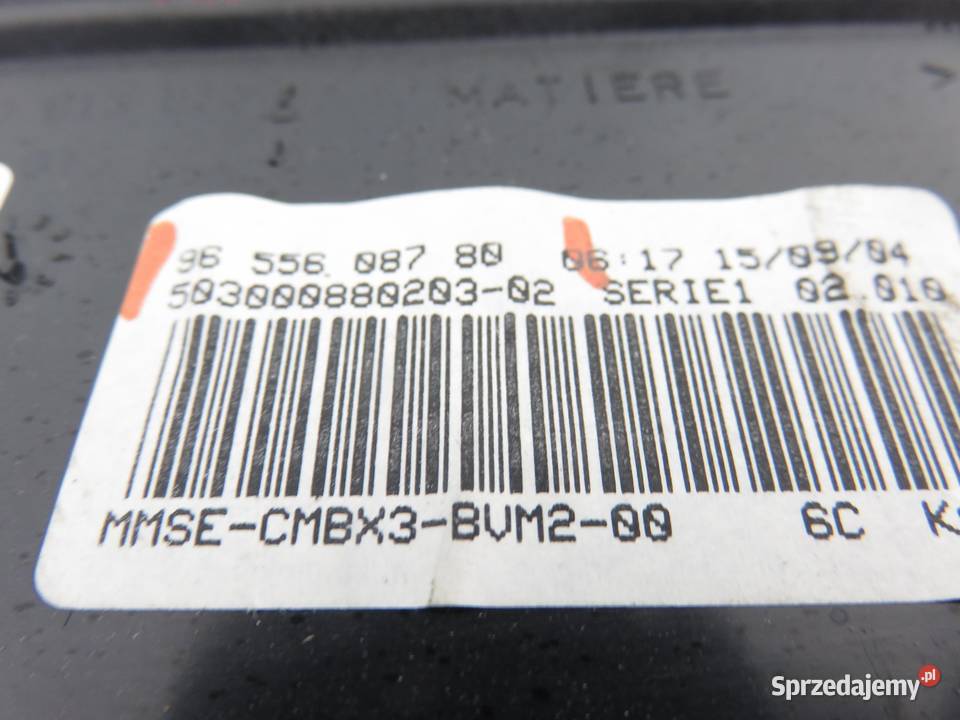 MATIERE >
96 556 087 80 06:17 15/09/04
503000880203-02 SERIE1 02.010
MMSE-CMBX3-BVM2-00 6C
Sprzedajemy.pl